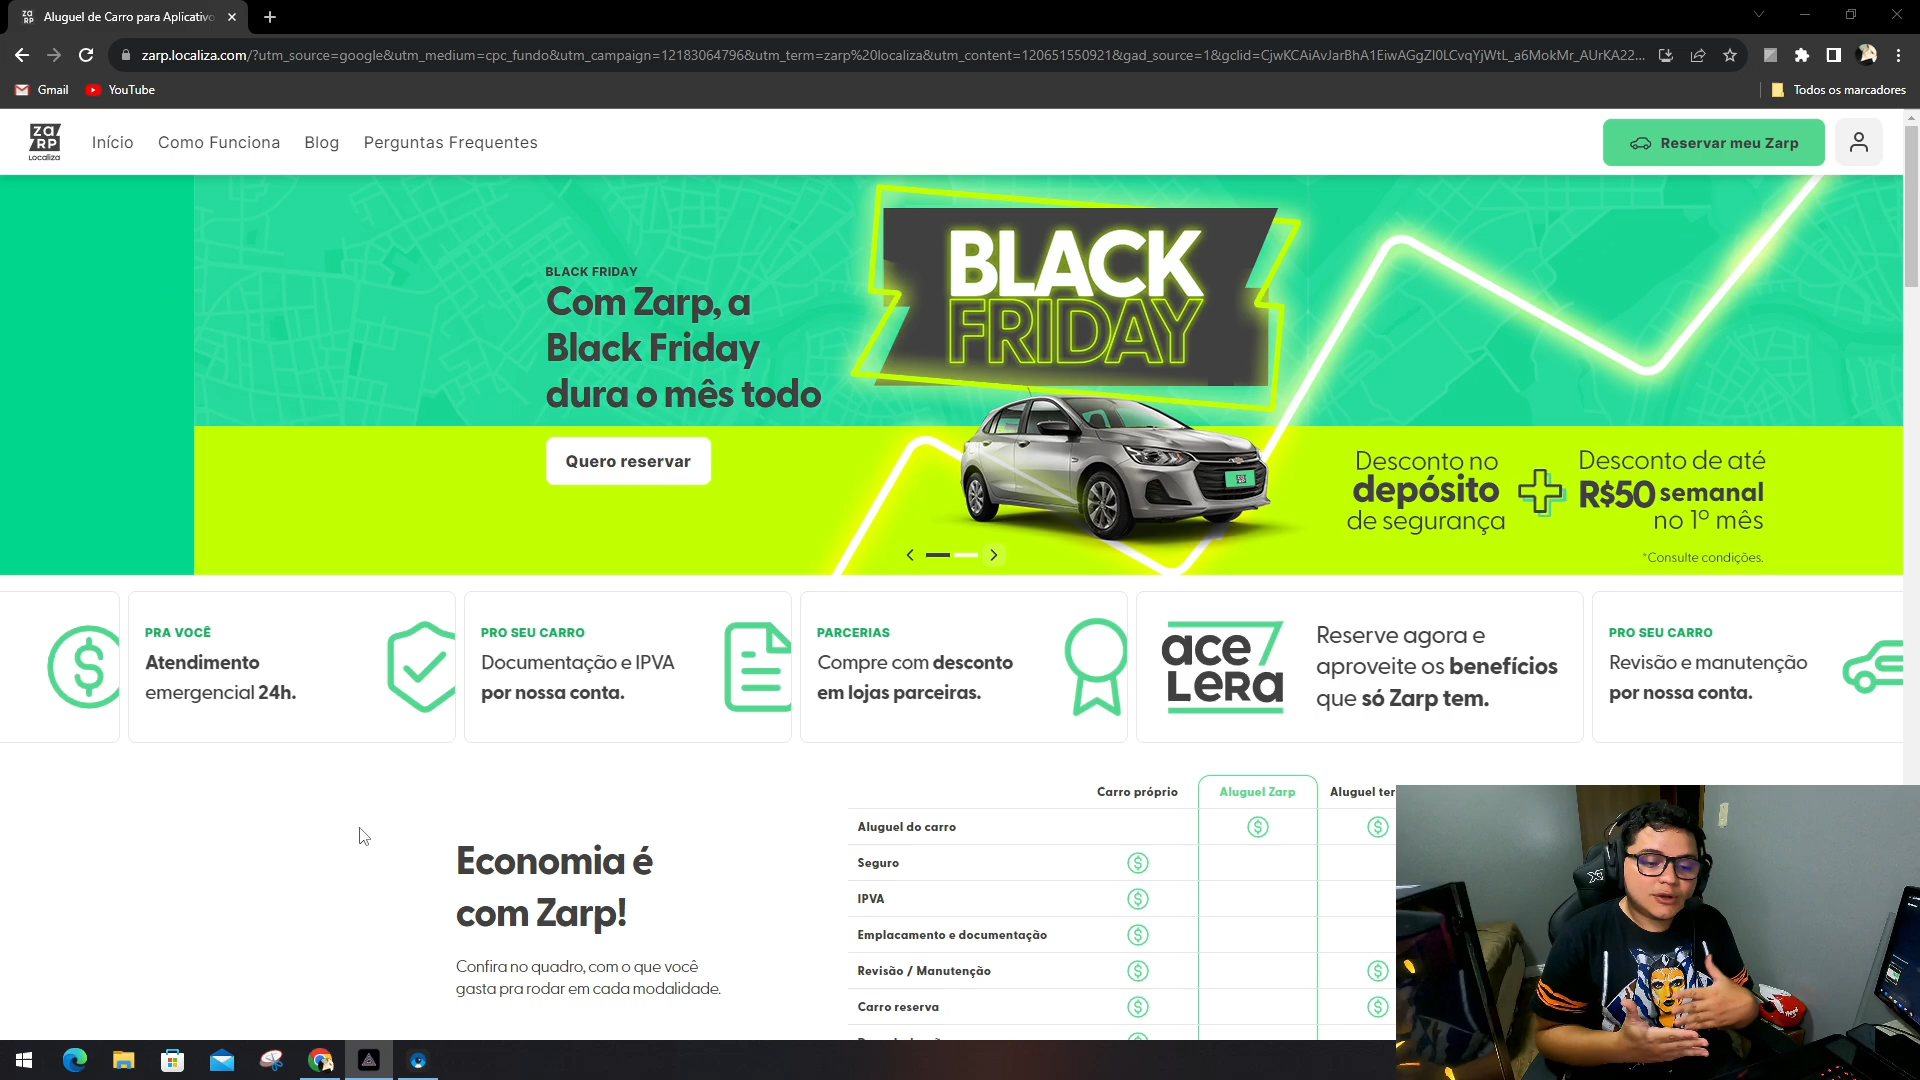 Aluguel de Carro para Aplicativo
zarp.localiza.com/?utm_source=google&utm_medium=cpc_fundo&utm_campaign=12183064796&utm_term=zarp%20localiza&utm_content=120651550921&gad_source=1&gclid=CjwKCAiAvJarBhA1EiwAGgZl0LCvqYjWtL_a6MokMr_AUrKA22...
Gmail
YouTube
Todos os marcadores
za
RP
Localiza
Início
Como Funciona
Blog
Perguntas Frequentes
Reservar meu Zarp
BLACK FRIDAY
Com Zarp, a
Black Friday
dura o mês todo
Quero reservar
BLACK
FRIDAY
Desconto no
depósito
de segurança
Desconto de até
R$50 semanal
no 1º mês
*Consulte condições.
PRA VOCÊ
Atendimento
emergencial 24h.
PRO SEU CARRO
Documentação e IPVA
por nossa conta.
PARCERIAS
Compre com desconto
em lojas parceiras.
ace
LeRa
Reserve agora e
aproveite os benefícios
que só Zarp tem.
PRO SEU CARRO
Revisão e manutenção
por nossa conta.
Economia é
com Zarp!
Confira no quadro, com o que você
gasta pra rodar em cada modalidade.
Carro próprio
Aluguel Zarp
Aluguel ter
Aluguel do carro
Seguro
IPVA
Emplacamento e documentação
Revisão / Manutenção
Carro reserva